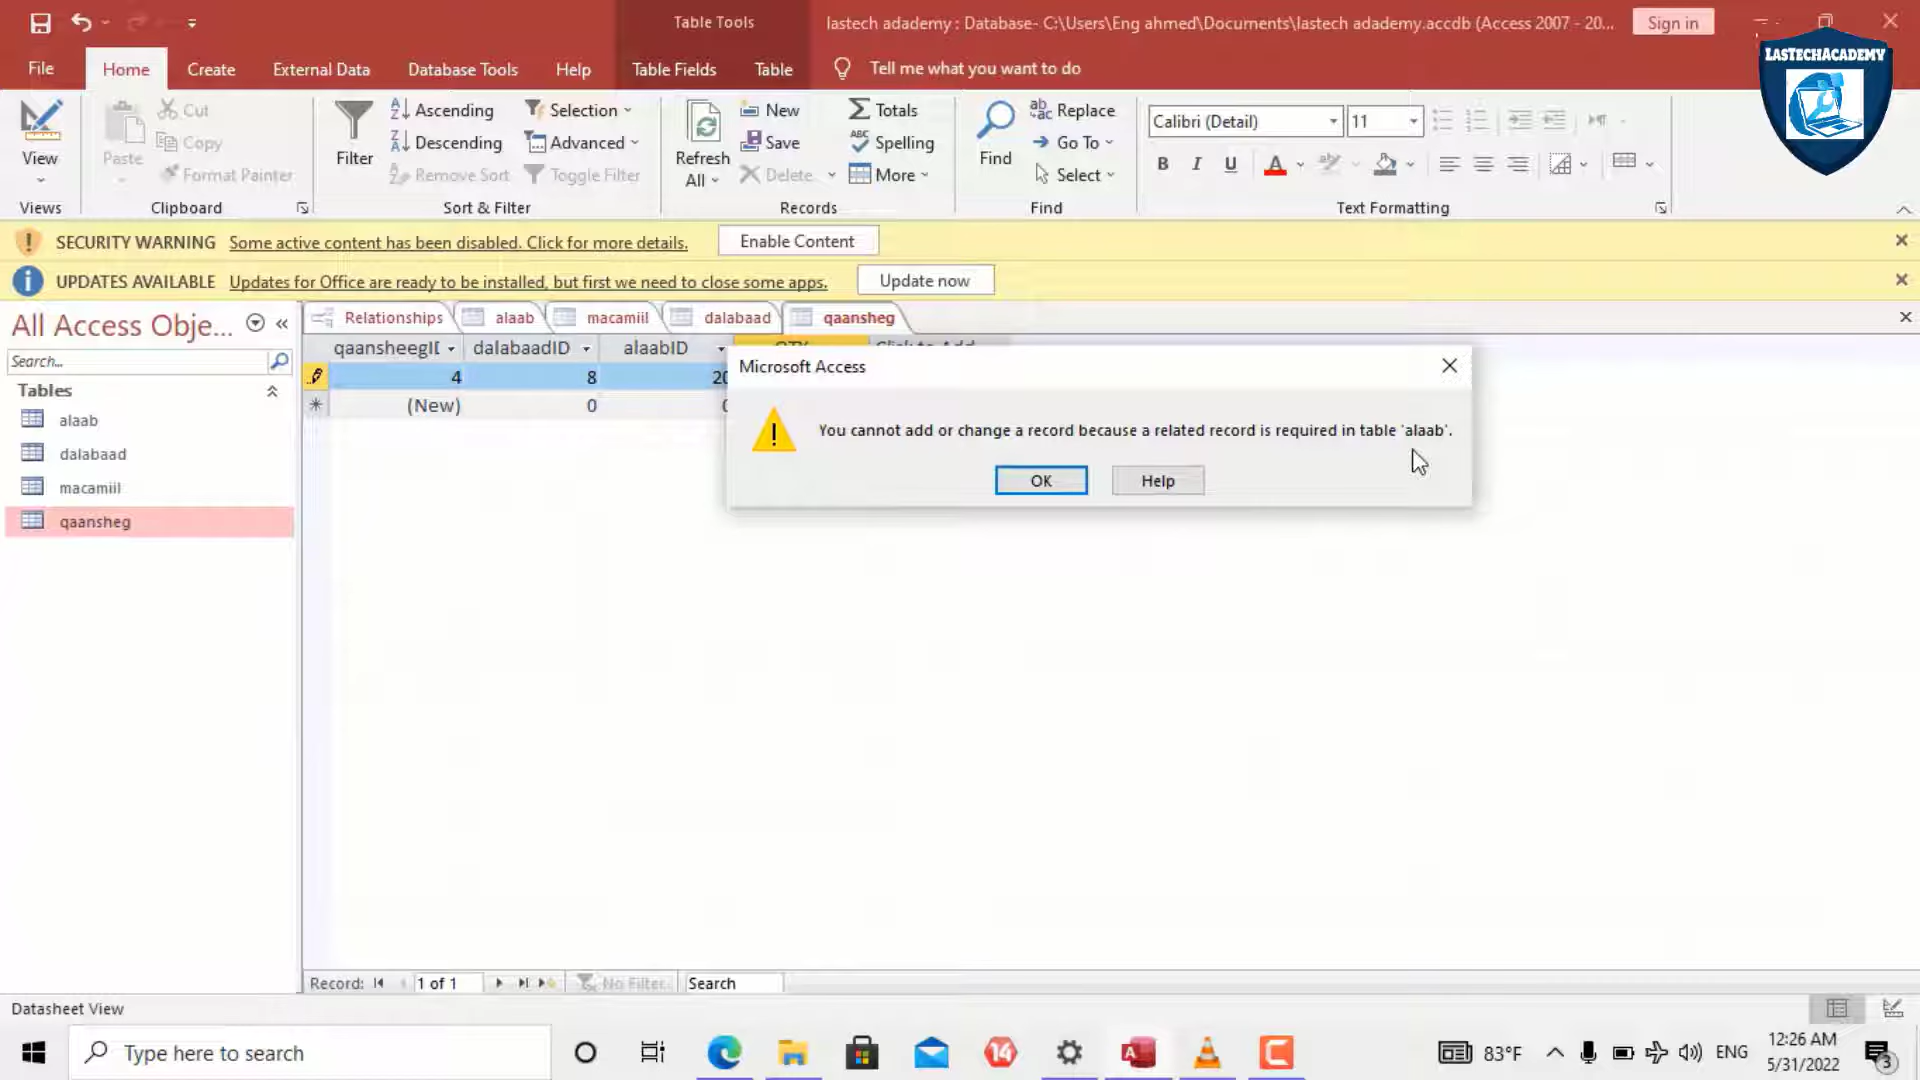 Table Tools
lastech adademy : Database- C:\Users\Eng ahmed\Documents\lastech adademy.accdb (Access 2007 - 20...
Sign in
File
Home
Create
External Data
Database Tools
Help
Table Fields
Table
Tell me what you want to do
LASTECHACADEMY
View
Paste
Cut
Copy
Format Painter
Filter
Ascending
Descending
Remove Sort
Selection
Advanced
Toggle Filter
Refresh
All
New
Save
Delete
Totals
Spelling
More
Find
Replace
Go To
Select
Calibri (Detail)
11
B I U A
Views
Clipboard
Sort & Filter
Records
Find
Text Formatting
SECURITY WARNING Some active content has been disabled. Click for more details. Enable Content
UPDATES AVAILABLE Updates for Office are ready to be installed, but first we need to close some apps. Update now
All Access Obje...
Search...
Tables
alaab
dalabaad
macamiil
qaansheg
Relationships
alaab
macamiil
dalabaad
qaansheg
dalabaadID
alaabID
4 8 20
(New) 0
Microsoft Access
You cannot add or change a record because a related record is required in table 'alaab'.
OK
Help
Record:
1 of 1
No Filter
Search
Datasheet View
Type here to search
14
83°F
ENG
12:26 AM
5/31/2022
3